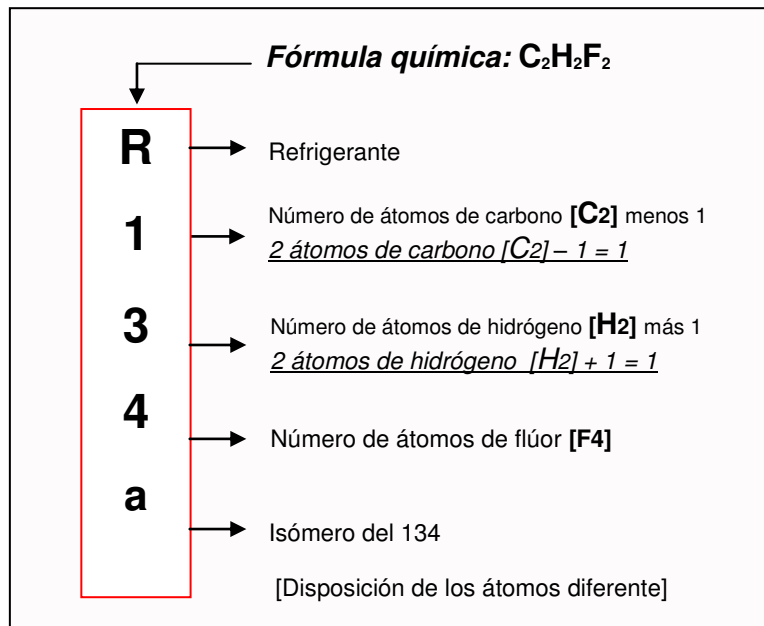 Fórmula química: C₂H₂F₂
R
Refrigerante
1
Número de átomos de carbono [C2] menos 1
2 átomos de carbono [C2] – 1 = 1
3
Número de átomos de hidrógeno [H2] más 1
2 átomos de hidrógeno [H2] + 1 = 1
4
Número de átomos de flúor [F4]
a
Isómero del 134
[Disposición de los átomos diferente]